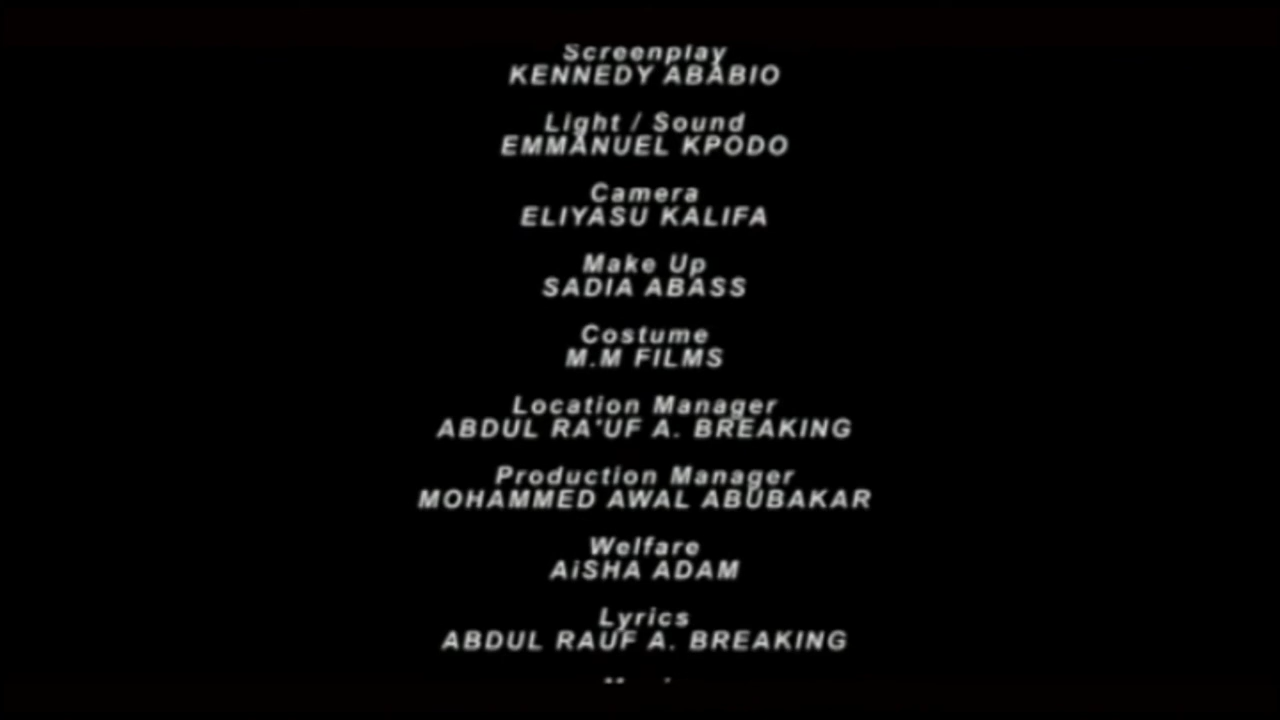 Screenplay
KENNEDY ABABIO
Light / Sound
EMMANUEL KPODO
Camera
ELIYASU KALIFA
Make Up
SADIA ABASS
Costume
M.M FILMS
Location Manager
ABDUL RA'UF A. BREAKING
Production Manager
MOHAMMED AWAL ABUBAKAR
Welfare
AiSHA ADAM
Lyrics
ABDUL RAUF A. BREAKING